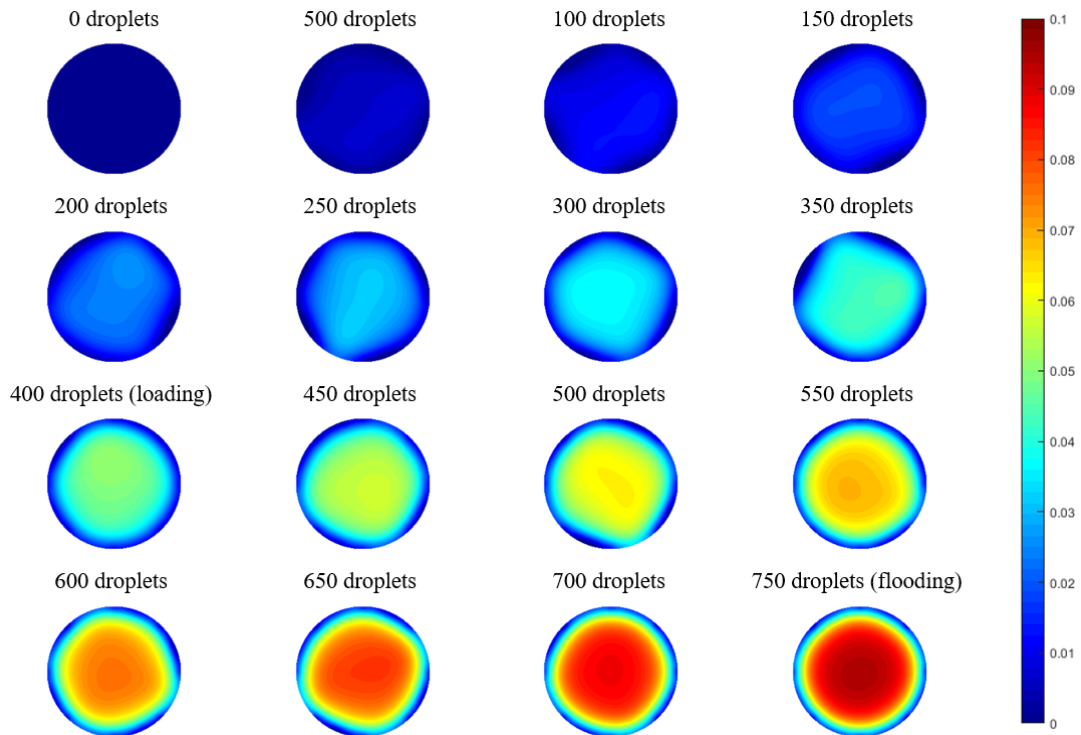 0 droplets
500 droplets
100 droplets
150 droplets
200 droplets
250 droplets
300 droplets
350 droplets
400 droplets (loading)
450 droplets
500 droplets
550 droplets
600 droplets
650 droplets
700 droplets
750 droplets (flooding)
0.1
0.09
0.08
0.07
0.06
0.05
0.04
0.03
0.02
0.01
0